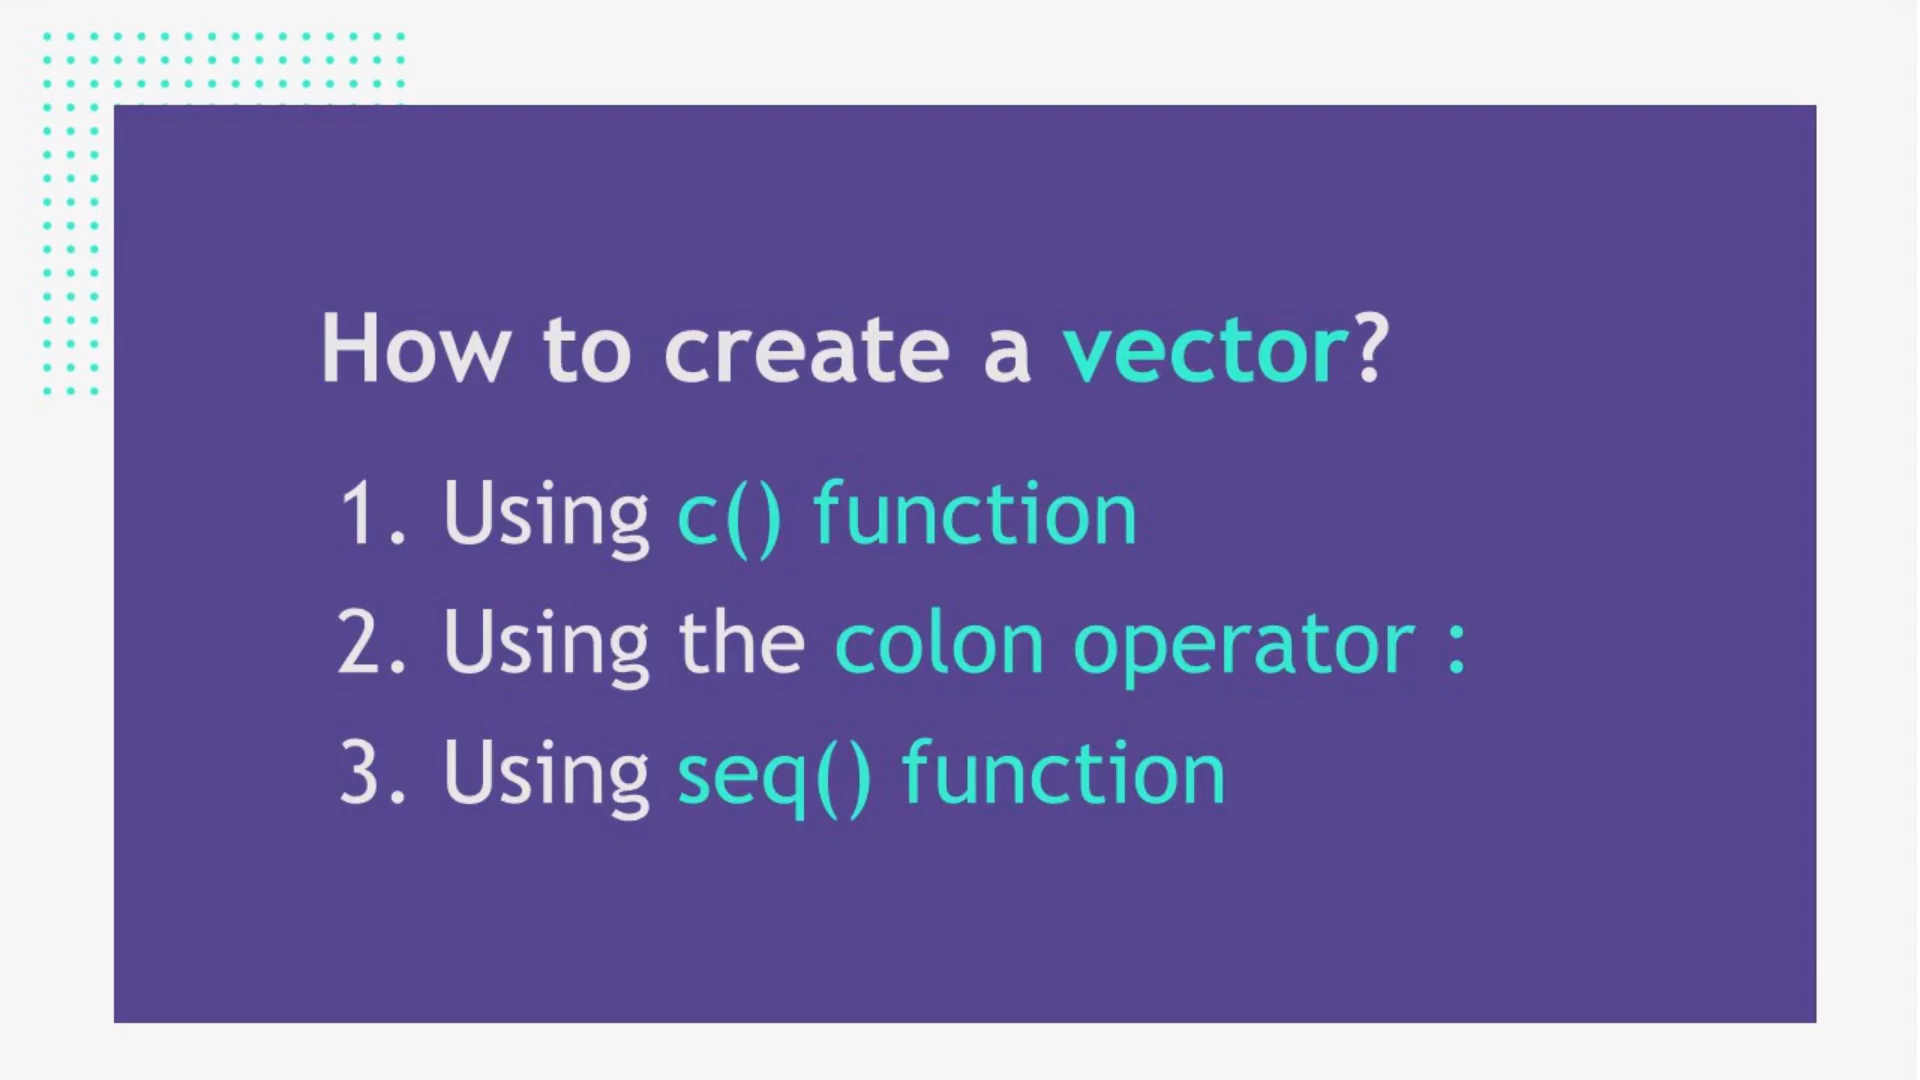 How to create a vector?
1. Using c() function
2. Using the colon operator :
3. Using seq() function